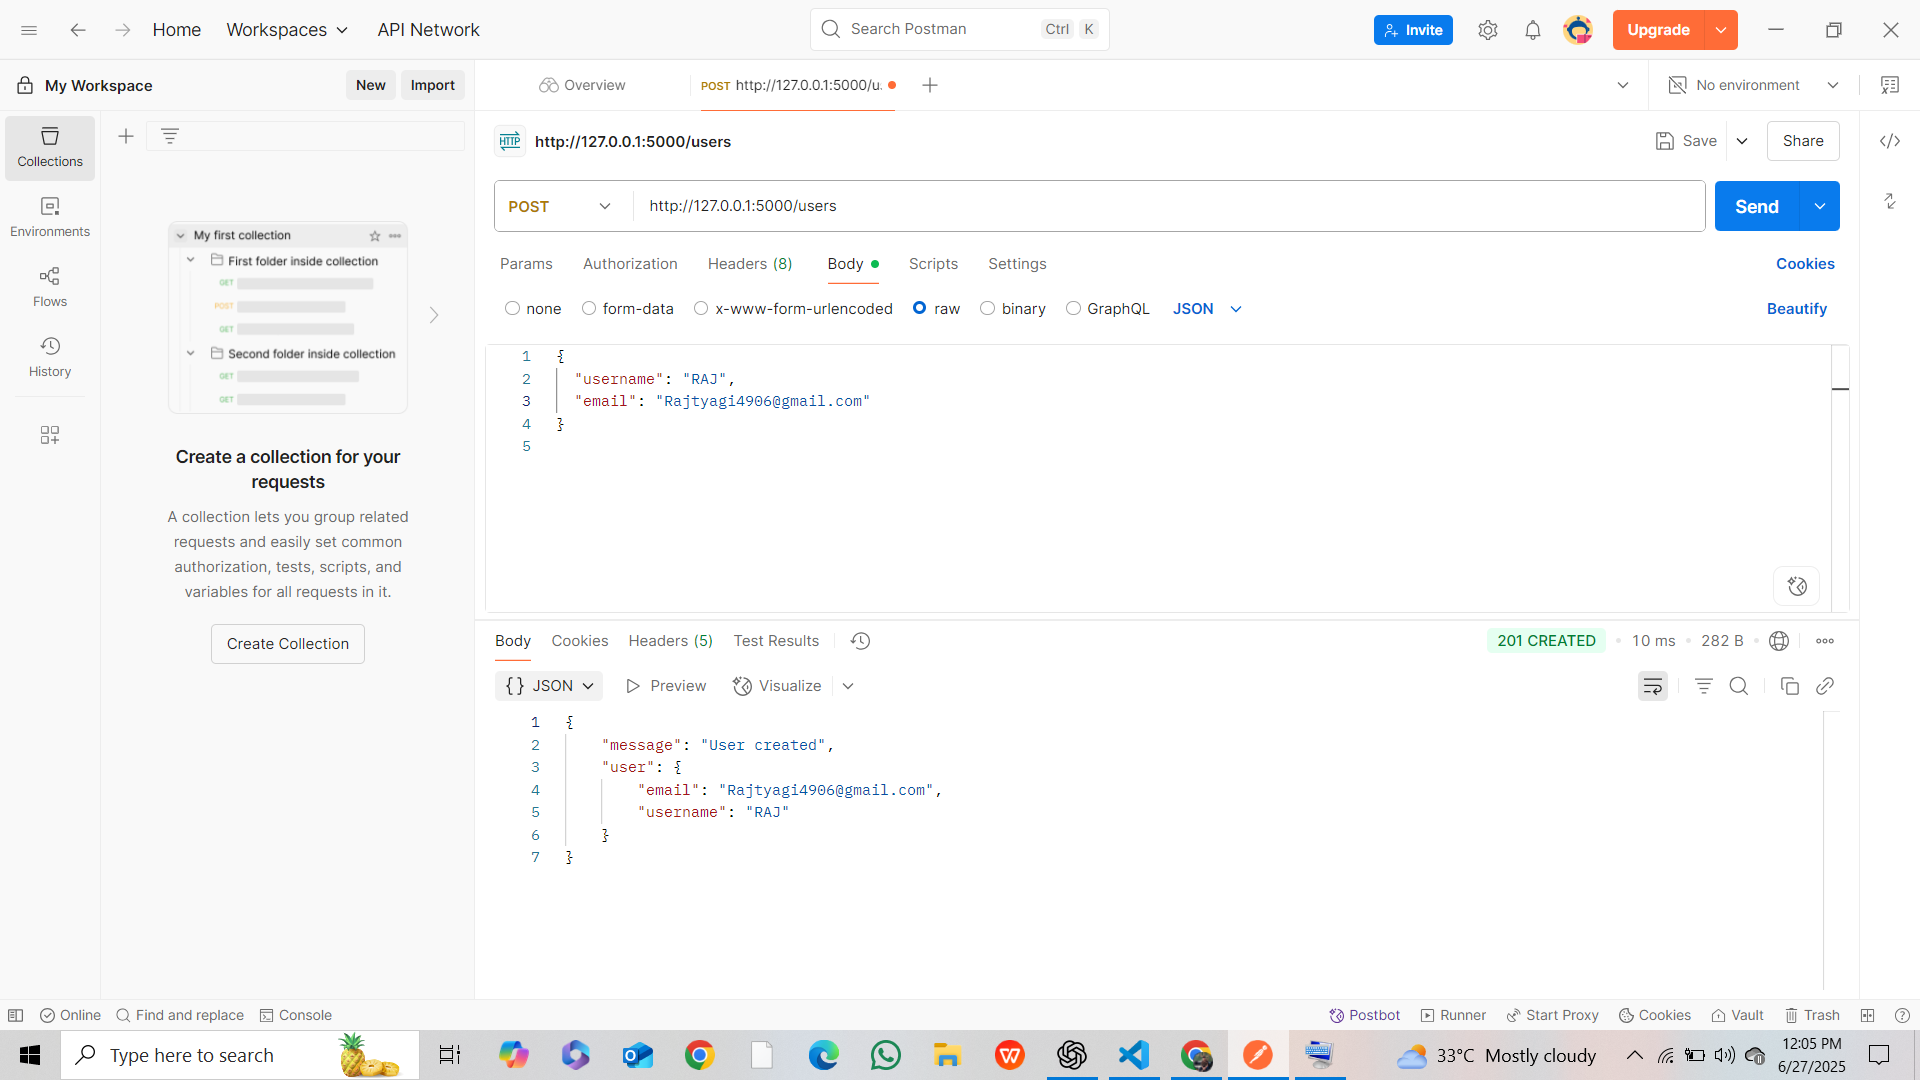 Home
Workspaces
API Network
Search Postman
Ctrl K
Invite
Upgrade
My Workspace
New
Import
Overview
POST http://127.0.0.1:5000/u.
No environment
Collections
Environments
Flows
History
My first collection
First folder inside collection
GET
POST
GET
Second folder inside collection
GET
GET
Create a collection for your
requests
A collection lets you group related
requests and easily set common
authorization, tests, scripts, and
variables for all requests in it.
Create Collection
HTTP http://127.0.0.1:5000/users
Save
Share
POST http://127.0.0.1:5000/users
Send
Params Authorization Headers (8) Body Scripts Settings
Cookies
none form-data x-www-form-urlencoded raw binary GraphQL JSON
Beautify
1 {
2 "username": "RAJ",
3 "email": "Rajtyagi4906@gmail.com"
4 }
5
Body Cookies Headers (5) Test Results
201 CREATED 10 ms 282 B
{} JSON Preview Visualize
1 {
2 "message": "User created",
3 "user": {
4 "email": "Rajtyagi4906@gmail.com",
5 "username": "RAJ"
6 }
7 }
Online Find and replace Console
Postbot Runner Start Proxy Cookies Vault Trash
Type here to search
33°C Mostly cloudy
12:05 PM
6/27/2025